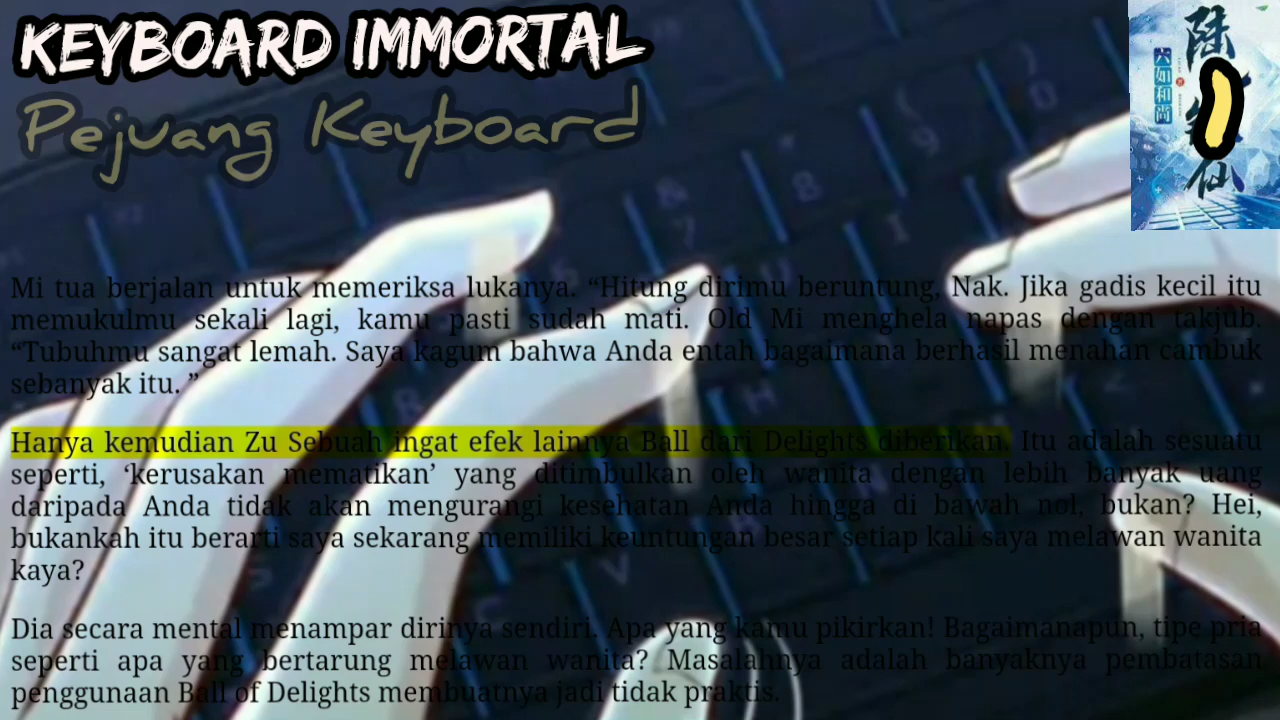 KEYBOARD IMMORTAL
Pejuang Keyboard
陆
仙
六如和尚
Mi tua berjalan untuk memeriksa lukanya. “Hitung dirimu beruntung, Nak. Jika gadis kecil itu
memukulmu sekali lagi, kamu pasti sudah mati. Old Mi menghela napas dengan takjub.
“Tubuhmu sangat lemah. Saya kagum bahwa Anda entah bagaimana berhasil menahan cambuk
sebanyak itu. ”
Hanya kemudian Zu Sebuah ingat efek lainnya Ball dari Delights diberikan. Itu adalah sesuatu
seperti, ‘kerusakan mematikan’ yang ditimbulkan oleh wanita dengan lebih banyak uang
daripada Anda tidak akan mengurangi kesehatan Anda hingga di bawah nol, bukan? Hei,
bukankah itu berarti saya sekarang memiliki keuntungan besar setiap kali saya melawan wanita
kaya?
Dia secara mental menampar dirinya sendiri. Apa yang kamu pikirkan! Bagaimanapun, tipe pria
seperti apa yang bertarung melawan wanita? Masalahnya adalah banyaknya pembatasan
penggunaan Ball of Delights membuatnya jadi tidak praktis.